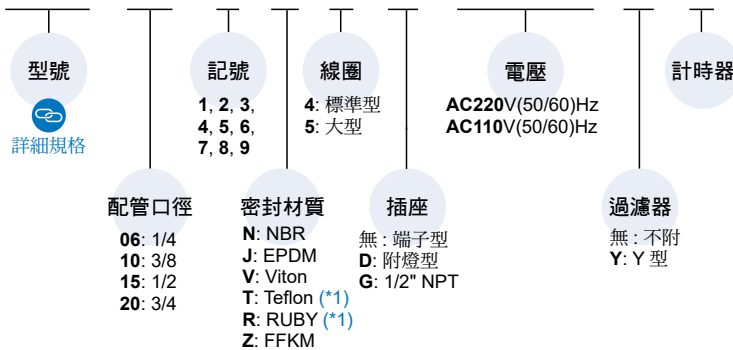 型號
詳細規格
記號
1, 2, 3,
4, 5, 6,
7, 8, 9
線圈
4: 標準型
5: 大型
電壓
AC220V(50/60)Hz
AC110V(50/60)Hz
計時器
配管口徑
06: 1/4
10: 3/8
15: 1/2
20: 3/4
密封材質
N: NBR
J: EPDM
V: Viton
T: Teflon (*1)
R: RUBY (*1)
Z: FFKM
插座
無 : 端子型
D: 附燈型
G: 1/2" NPT
過濾器
無 : 不附
Y: Y 型